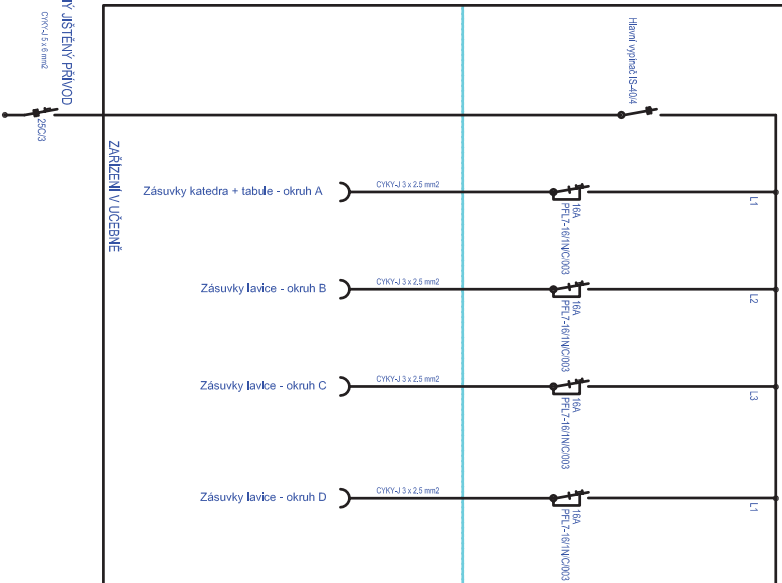 NÝ JIŠTĚNÝ PŘÍVOD
CYKY-J 5 x 6 mm2
25C/3
ZAŘÍZENÍ V UČEBNĚ
Hlavní vypínač IS-40/4
Zásuvky katedra + tabule - okruh A
CYKY-J 3 x 2.5 mm2
16A
PFL7-16/1N/C/003
L1
Zásuvky lavice - okruh B
CYKY-J 3 x 2.5 mm2
16A
PFL7-16/1N/C/003
L2
Zásuvky lavice - okruh C
CYKY-J 3 x 2.5 mm2
16A
PFL7-16/1N/C/003
L3
Zásuvky lavice - okruh D
CYKY-J 3 x 2.5 mm2
16A
PFL7-16/1N/C/003
L1